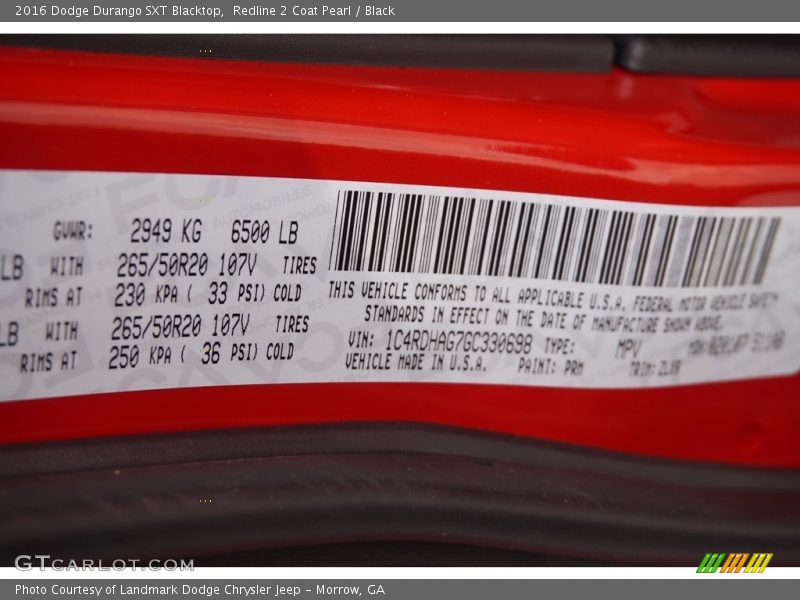 2016 Dodge Durango SXT Blacktop,  Redline 2 Coat Pearl / Black
GVWR: 2949 KG 6500 LB
LB WITH 265/50R20 107V TIRES
RIMS AT 230 KPA ( 33 PSI) COLD
LB WITH 265/50R20 107V TIRES
RIMS AT 250 KPA ( 36 PSI) COLD
THIS VEHICLE CONFORMS TO ALL APPLICABLE U.S.A. FEDERAL MOTOR VEHICLE SAFETY
STANDARDS IN EFFECT ON THE DATE OF MANUFACTURE SHOWN ABOVE.
VIN: 1C4RDHAG7GC330698 TYPE: MPV
VEHICLE MADE IN U.S.A. PAINT: PRM TRIM:
GTCARLOT.COM
Photo Courtesy of Landmark Dodge Chrysler Jeep – Morrow, GA